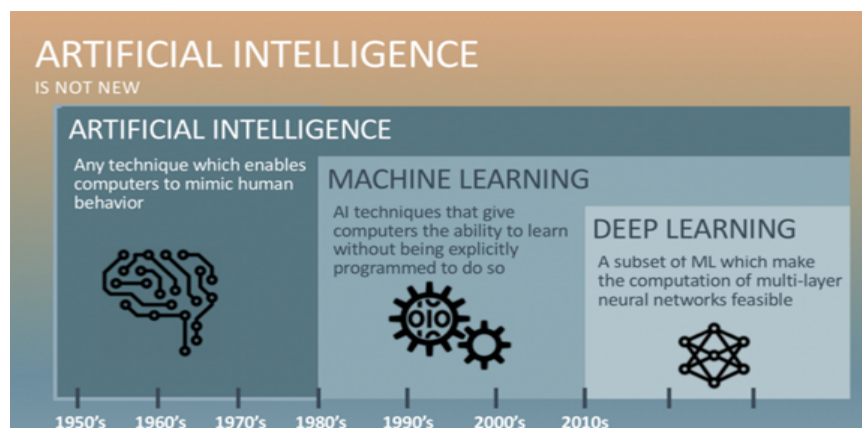 ARTIFICIAL INTELLIGENCE
IS NOT NEW
ARTIFICIAL INTELLIGENCE
Any technique which enables
computers to mimic human
behavior
MACHINE LEARNING
AI techniques that give
computers the ability to learn
without being explicitly
programmed to do so
DEEP LEARNING
A subset of ML which make
the computation of multi-layer
neural networks feasible
OIO
1950's 1960's 1970's 1980's 1990's 2000's 2010s